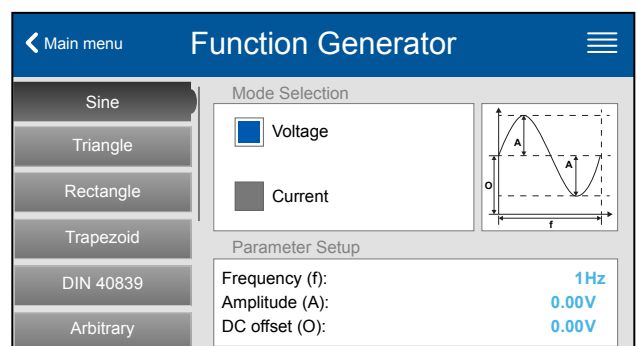 Main menu
Function Generator
Sine
Triangle
Rectangle
Trapezoid
DIN 40839
Arbitrary
Mode Selection
Voltage
Current
A
A
O
f
Parameter Setup
Frequency (f): 1Hz
Amplitude (A): 0.00V
DC offset (O): 0.00V